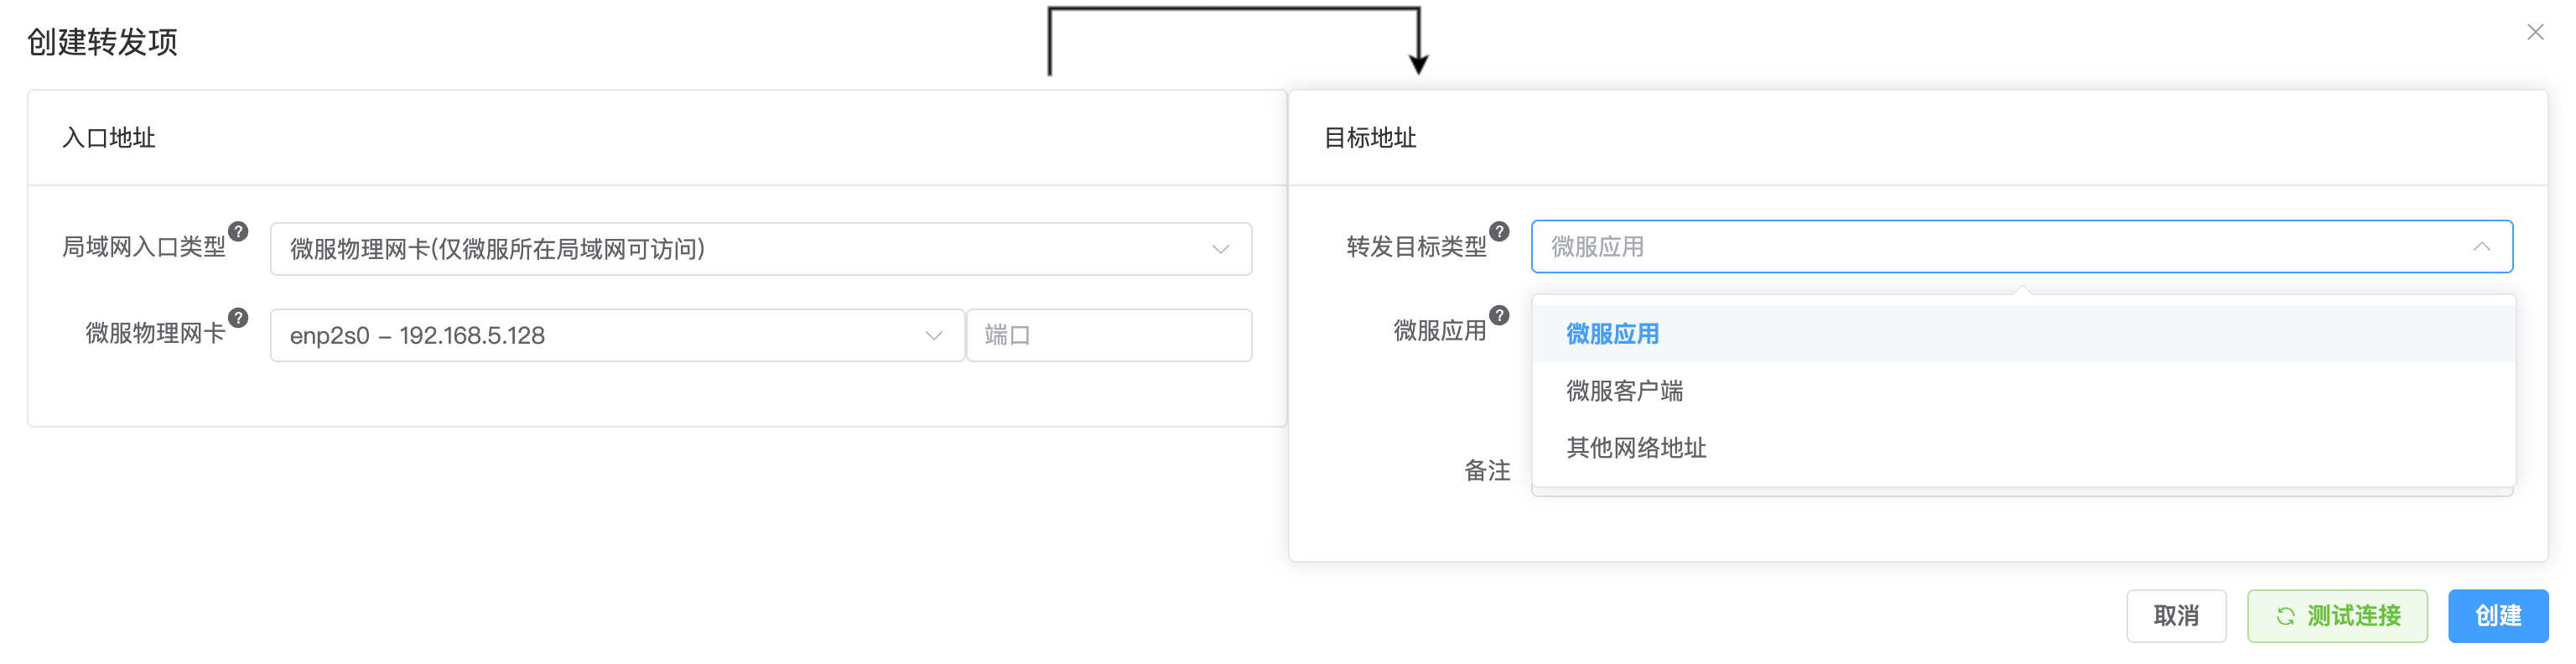 创建转发项
入口地址
局域网入口类型 ? 微服物理网卡(仅微服所在局域网可访问)
微服物理网卡 ? enp2s0 – 192.168.5.128 端口
目标地址
转发目标类型 ? 微服应用
微服应用 ?
微服应用
微服客户端
其他网络地址
备注
取消 测试连接 创建